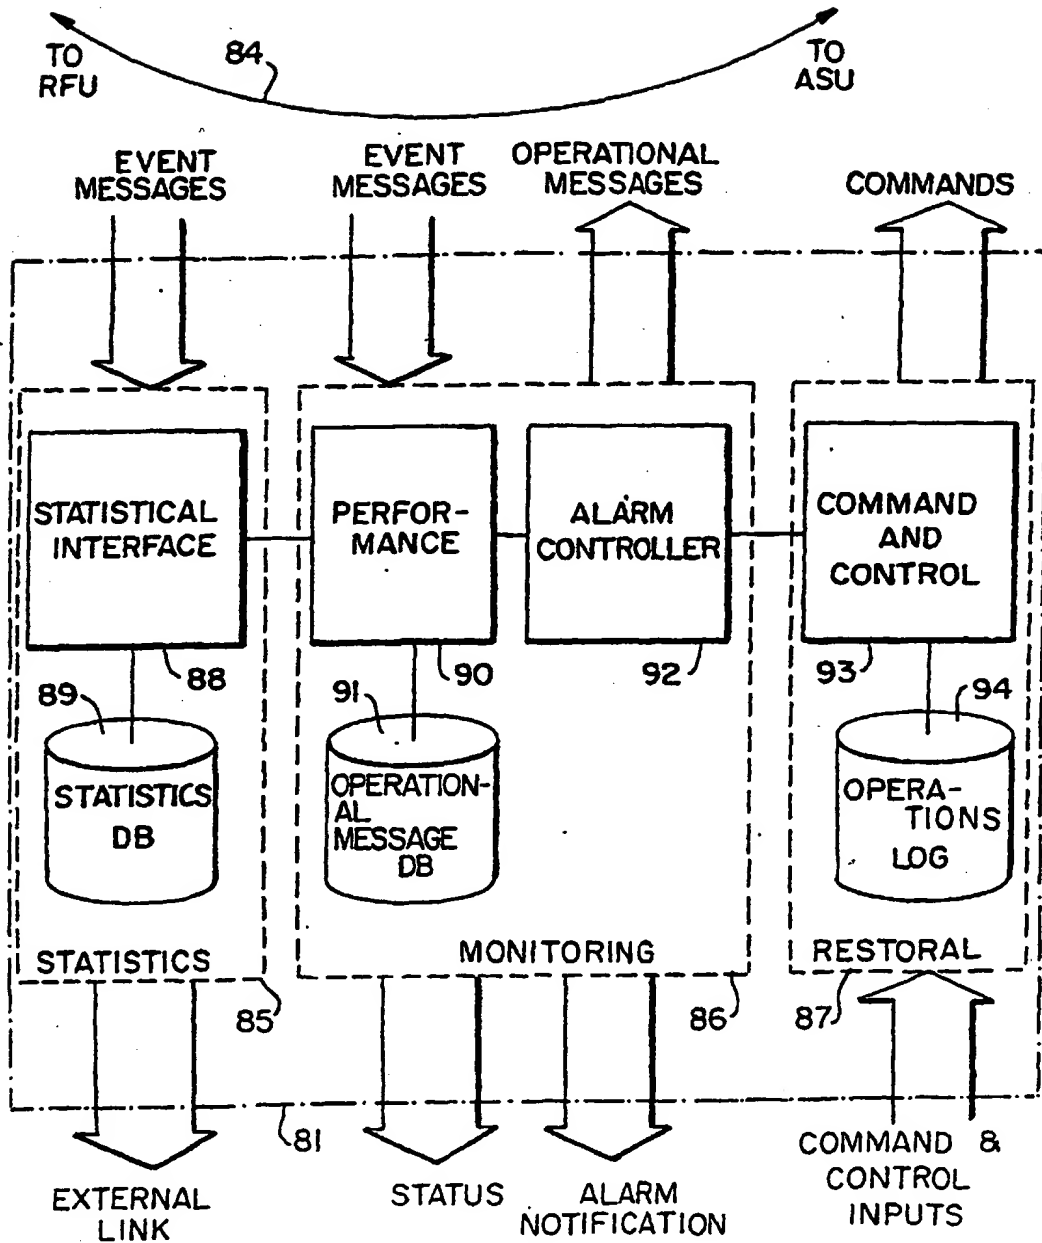 TO
RFU
84
TO
ASU
EVENT
MESSAGES
EVENT
MESSAGES
OPERATIONAL
MESSAGES
COMMANDS
STATISTICAL
INTERFACE
PERFOR-
MANCE
ALARM
CONTROLLER
COMMAND
AND
CONTROL
88
90
92
93
89
91
94
STATISTICS
DB
OPERATION-
AL
MESSAGE
DB
OPERA-
TIONS
LOG
STATISTICS
MONITORING
RESTORAL
85
86
87
81
EXTERNAL
LINK
STATUS
ALARM
NOTIFICATION
COMMAND &
CONTROL
INPUTS